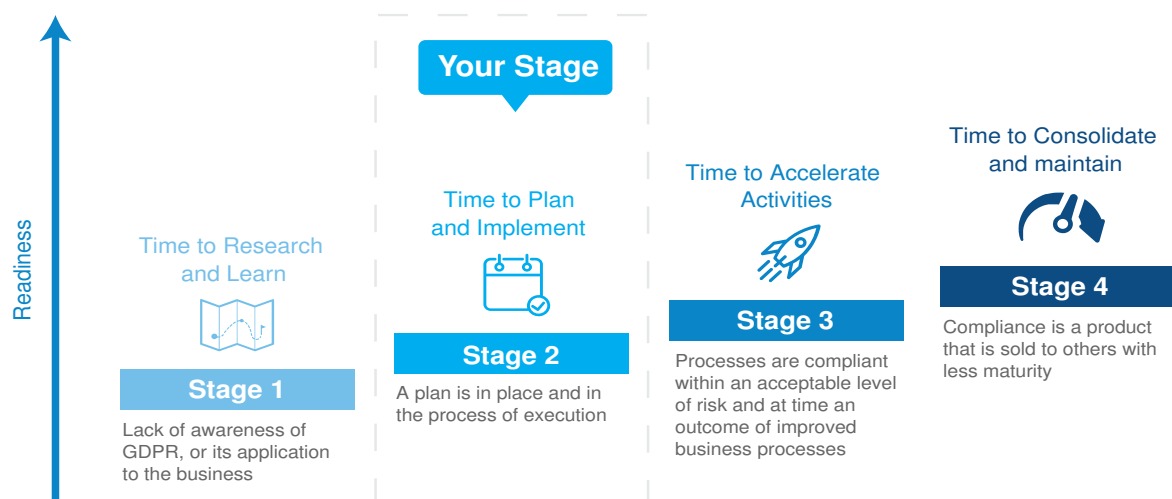 Readiness
Time to Research
and Learn
Stage 1
Lack of awareness of
GDPR, or its application
to the business
Your Stage
Time to Plan
and Implement
Stage 2
A plan is in place and in
the process of execution
Time to Accelerate
Activities
Stage 3
Processes are compliant
within an acceptable level
of risk and at time an
outcome of improved
business processes
Time to Consolidate
and maintain
Stage 4
Compliance is a product
that is sold to others with
less maturity